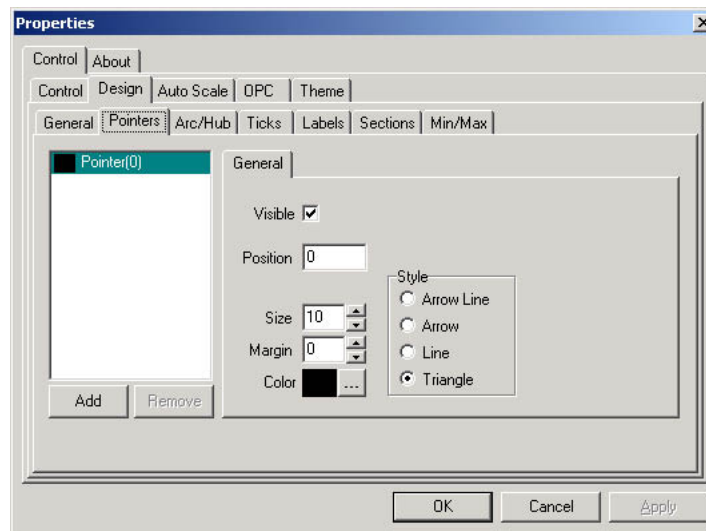 Properties
Control About
Control Design Auto Scale OPC Theme
General Pointers Arc/Hub Ticks Labels Sections Min/Max
Pointer(0)
General
Visible
Position 0
Style
Arrow Line
Size 10
Arrow
Margin 0
Line
Color ...
Triangle
Add Remove
OK Cancel Apply